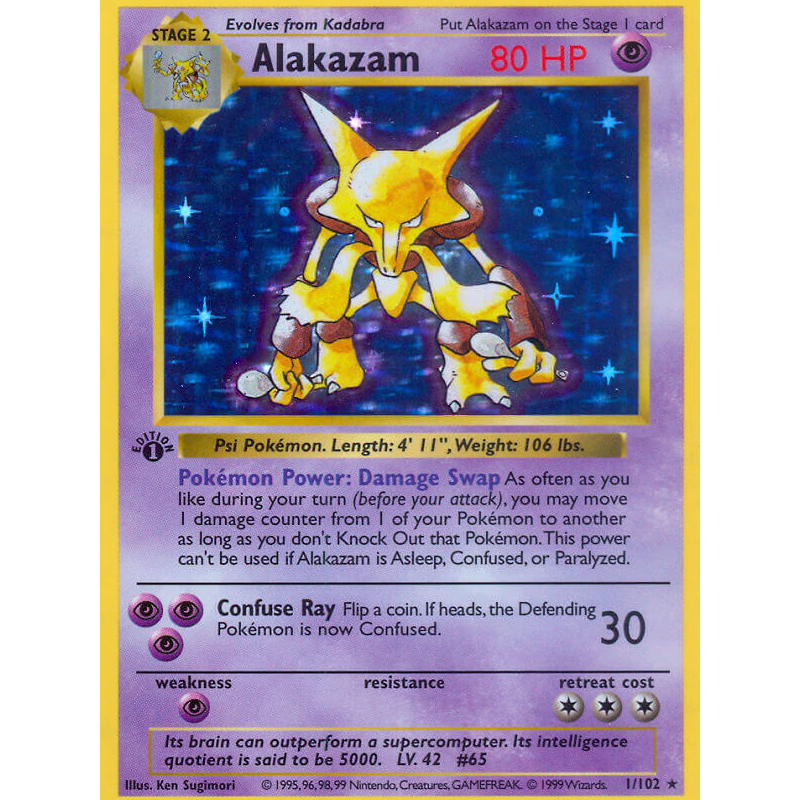 STAGE 2
Evolves from Kadabra
Put Alakazam on the Stage 1 card
Alakazam
80 HP
EDITION
1
Psi Pokémon. Length: 4' 11", Weight: 106 lbs.
Pokémon Power: Damage Swap As often as you
like during your turn (before your attack), you may move
1 damage counter from 1 of your Pokémon to another
as long as you don't Knock Out that Pokémon. This power
can't be used if Alakazam is Asleep, Confused, or Paralyzed.
Confuse Ray Flip a coin. If heads, the Defending
Pokémon is now Confused.
30
weakness
resistance
retreat cost
Its brain can outperform a supercomputer. Its intelligence
quotient is said to be 5000. LV. 42 #65
Illus. Ken Sugimori
© 1995, 96, 98, 99 Nintendo, Creatures, GAMEFREAK. © 1999 Wizards.
1/102 ★